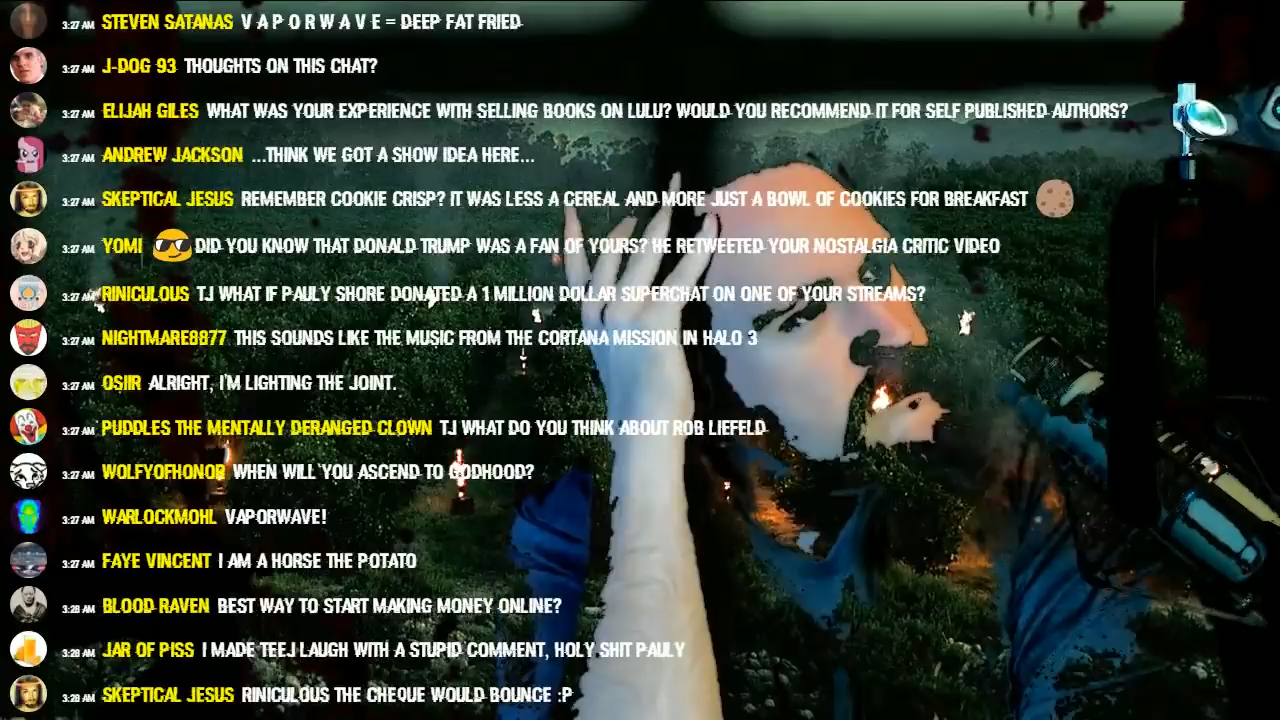 3:27 AM STEVEN SATANAS V A P O R W A V E = DEEP FAT FRIED
3:27 AM J-DOG 93 THOUGHTS ON THIS CHAT?
3:27 AM ELIJAH GILES WHAT WAS YOUR EXPERIENCE WITH SELLING BOOKS ON LULU? WOULD YOU RECOMMEND IT FOR SELF PUBLISHED AUTHORS?
3:27 AM ANDREW JACKSON ...THINK WE GOT A SHOW IDEA HERE...
3:27 AM SKEPTICAL JESUS REMEMBER COOKIE CRISP? IT WAS LESS A CEREAL AND MORE JUST A BOWL OF COOKIES FOR BREAKFAST 🍪
3:27 AM YOMI 😎 DID YOU KNOW THAT DONALD TRUMP WAS A FAN OF YOURS? HE RETWEETED YOUR NOSTALGIA CRITIC VIDEO
3:27 AM RINICULOUS TJ WHAT IF PAULY SHORE DONATED A 1 MILLION DOLLAR SUPERCHAT ON ONE OF YOUR STREAMS?
3:27 AM NIGHTMARE8877 THIS SOUNDS LIKE THE MUSIC FROM THE CORTANA MISSION IN HALO 3
3:27 AM OSIIR ALRIGHT, I'M LIGHTING THE JOINT.
3:27 AM PUDDLES THE MENTALLY DERANGED CLOWN TJ WHAT DO YOU THINK ABOUT ROB LIEFELD
3:27 AM WOLFYOFHONOR WHEN WILL YOU ASCEND TO GODHOOD?
3:27 AM WARLOCKMOHL VAPORWAVE!
3:27 AM FAYE VINCENT I AM A HORSE THE POTATO
3:28 AM BLOOD RAVEN BEST WAY TO START MAKING MONEY ONLINE?
3:28 AM JAR OF PISS I MADE TEEJ LAUGH WITH A STUPID COMMENT, HOLY SHIT PAULY
3:28 AM SKEPTICAL JESUS RINICULOUS THE CHEQUE WOULD BOUNCE :P